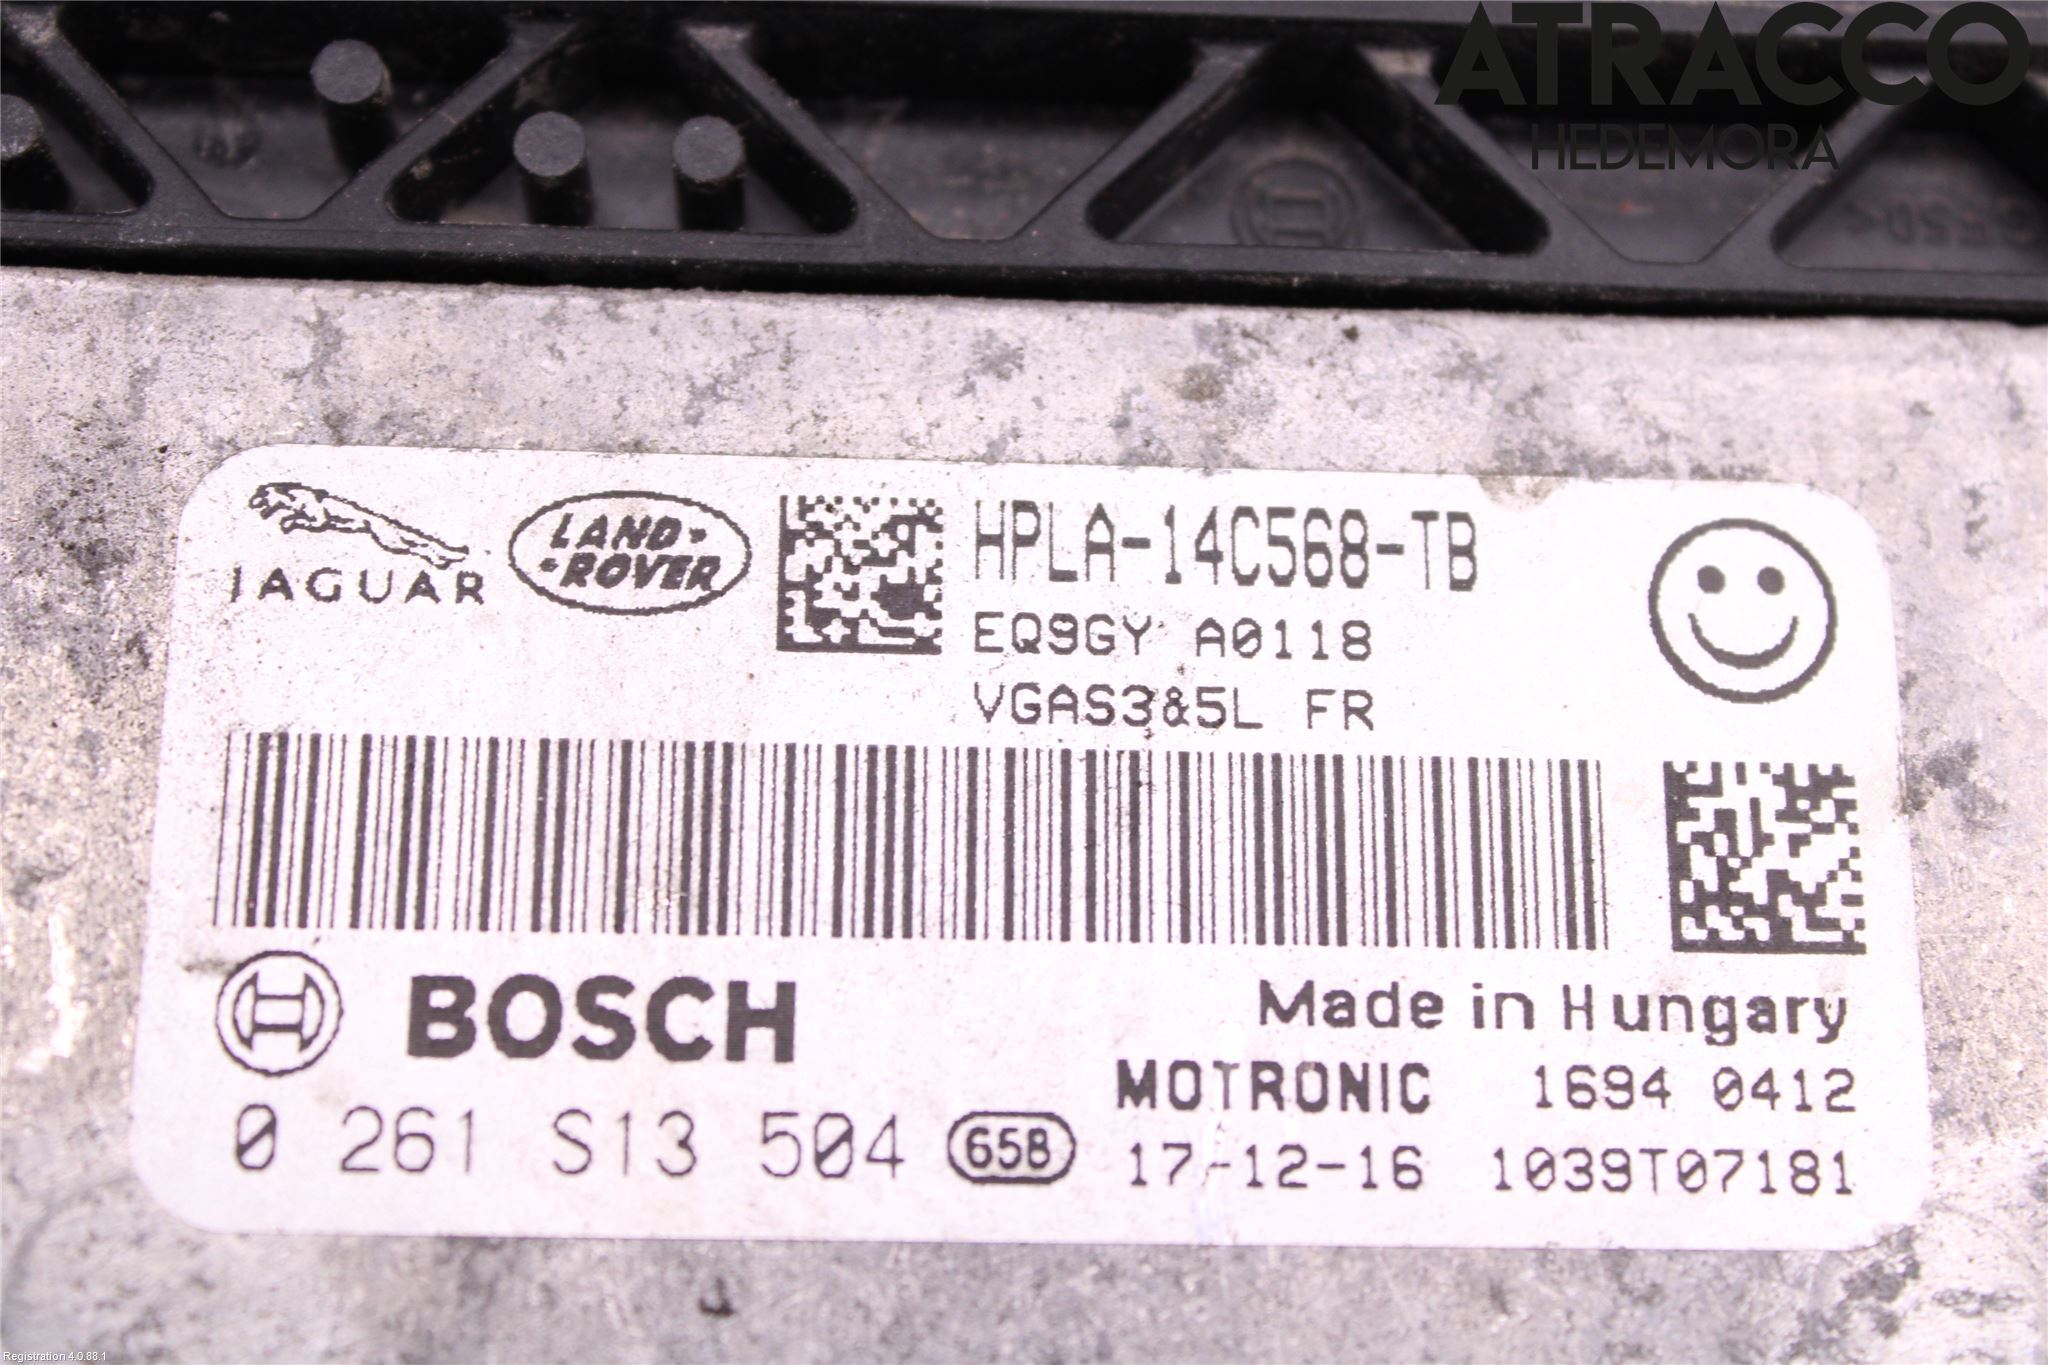 ATRACCO
HEDEMORA
JAGUAR
LAND-
-ROVER
HPLA-14C568-TB
EQ9GY A0118
VGAS3&5L FR
BOSCH
Made in Hungary
MOTRONIC 1694 0412
0 261 S13 504 65B 17-12-16 1039T07181
Registration 4.0.88.1